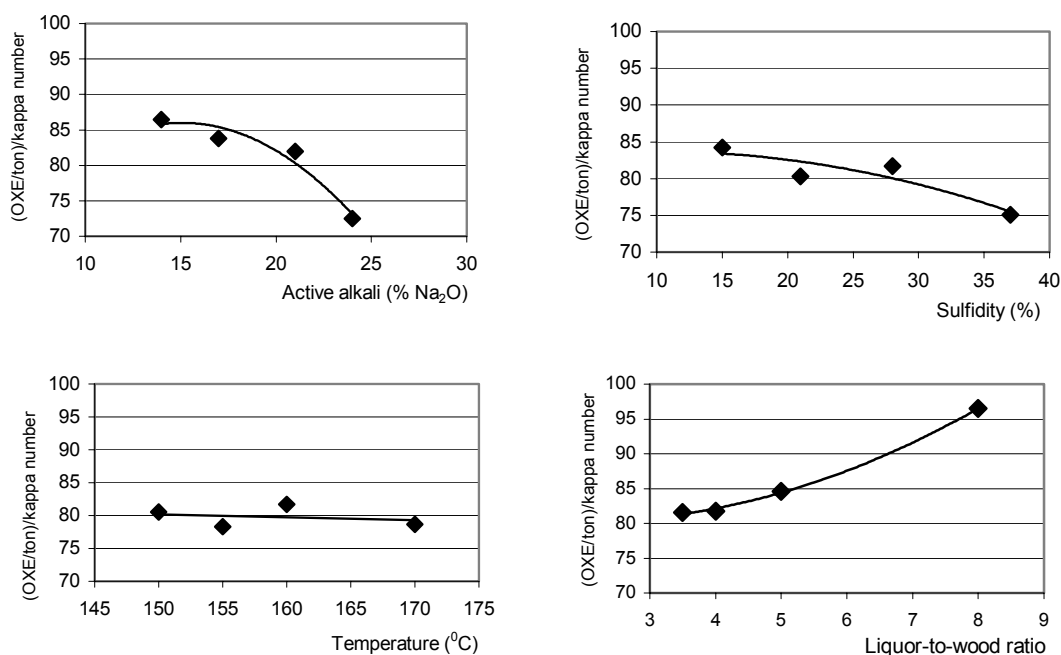 (OXE/ton)/kappa number
100
95
90
85
80
75
70
10 15 20 25 30
Active alkali (% Na₂O)
(OXE/ton)/kappa number
100
95
90
85
80
75
70
10 15 20 25 30 35 40
Sulfidity (%)
(OXE/ton)/kappa number
100
95
90
85
80
75
70
145 150 155 160 165 170 175
Temperature (⁰C)
(OXE/ton)/kappa number
100
95
90
85
80
75
70
3 4 5 6 7 8 9
Liquor-to-wood ratio